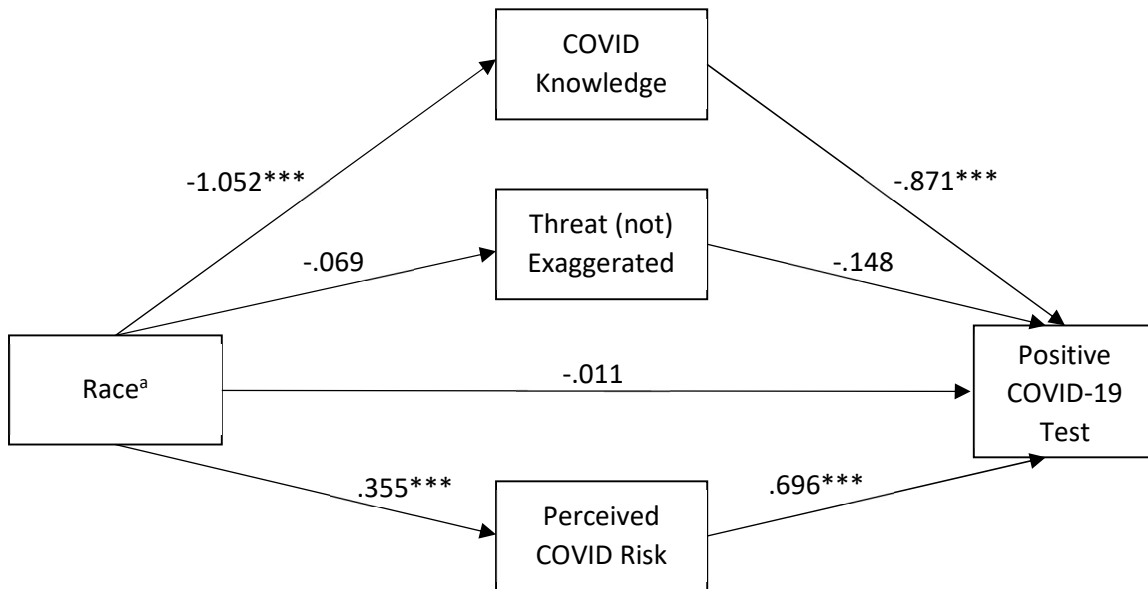 COVID
Knowledge
-1.052***
-.871***
Threat (not)
Exaggerated
-.069
-.148
Raceᵃ
-.011
Positive
COVID-19
Test
.355***
.696***
Perceived
COVID Risk